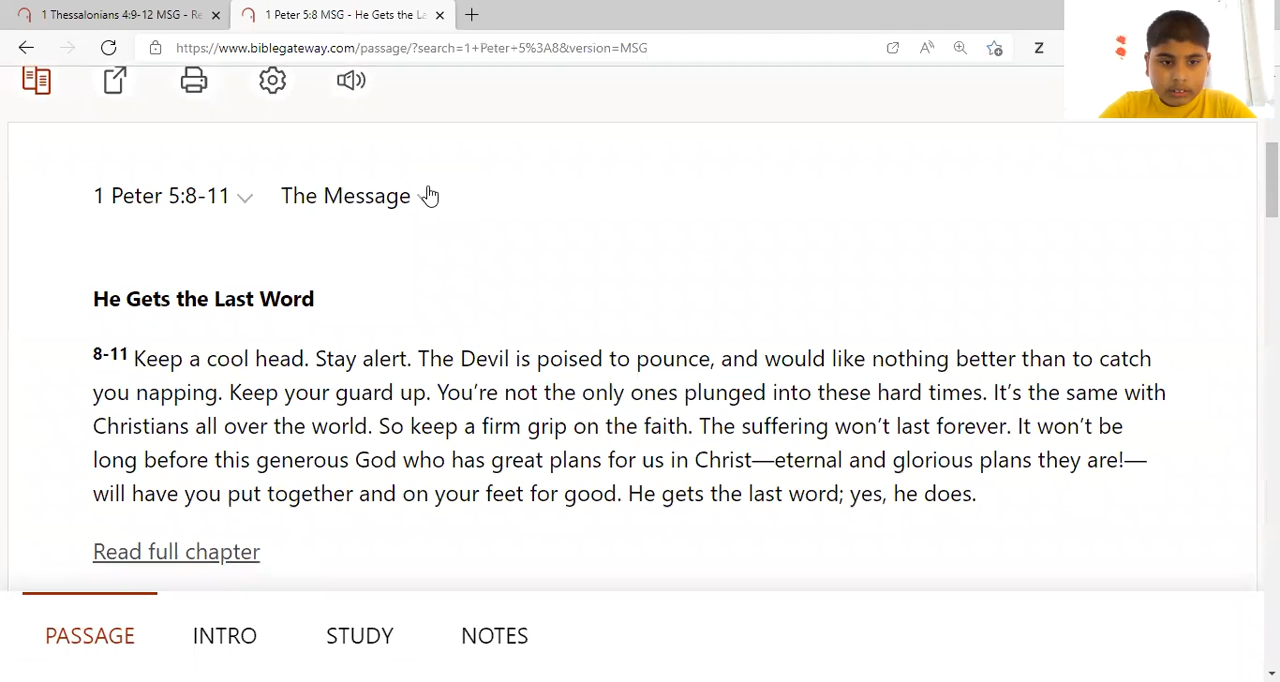 1 Thessalonians 4:9-12 MSG - Re
1 Peter 5:8 MSG - He Gets the La
https://www.biblegateway.com/passage/?search=1+Peter+5%3A8&version=MSG
Z
1 Peter 5:8-11 The Message
He Gets the Last Word
8-11 Keep a cool head. Stay alert. The Devil is poised to pounce, and would like nothing better than to catch
you napping. Keep your guard up. You’re not the only ones plunged into these hard times. It’s the same with
Christians all over the world. So keep a firm grip on the faith. The suffering won’t last forever. It won’t be
long before this generous God who has great plans for us in Christ—eternal and glorious plans they are!—
will have you put together and on your feet for good. He gets the last word; yes, he does.
Read full chapter
PASSAGE INTRO STUDY NOTES